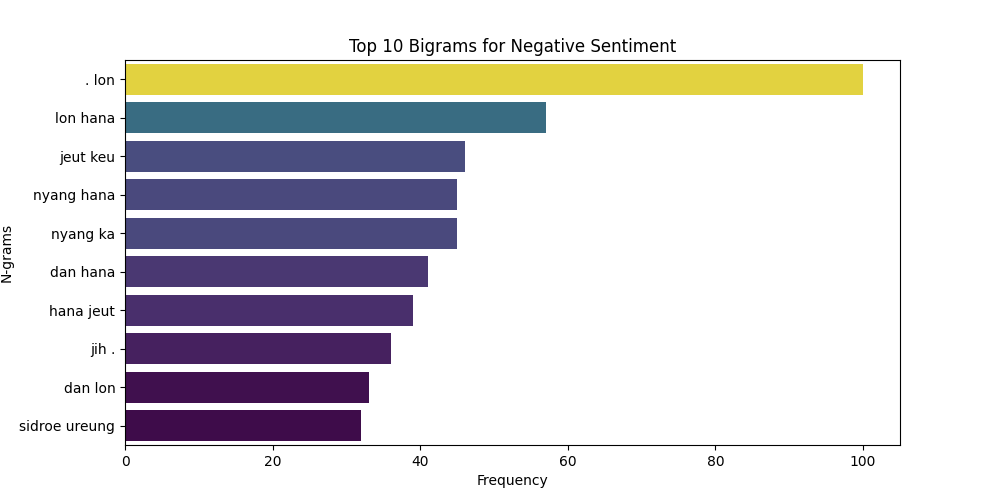 Top 10 Bigrams for Negative Sentiment
N-grams
. lon
lon hana
jeut keu
nyang hana
nyang ka
dan hana
hana jeut
jih .
dan lon
sidroe ureung
0 20 40 60 80 100
Frequency